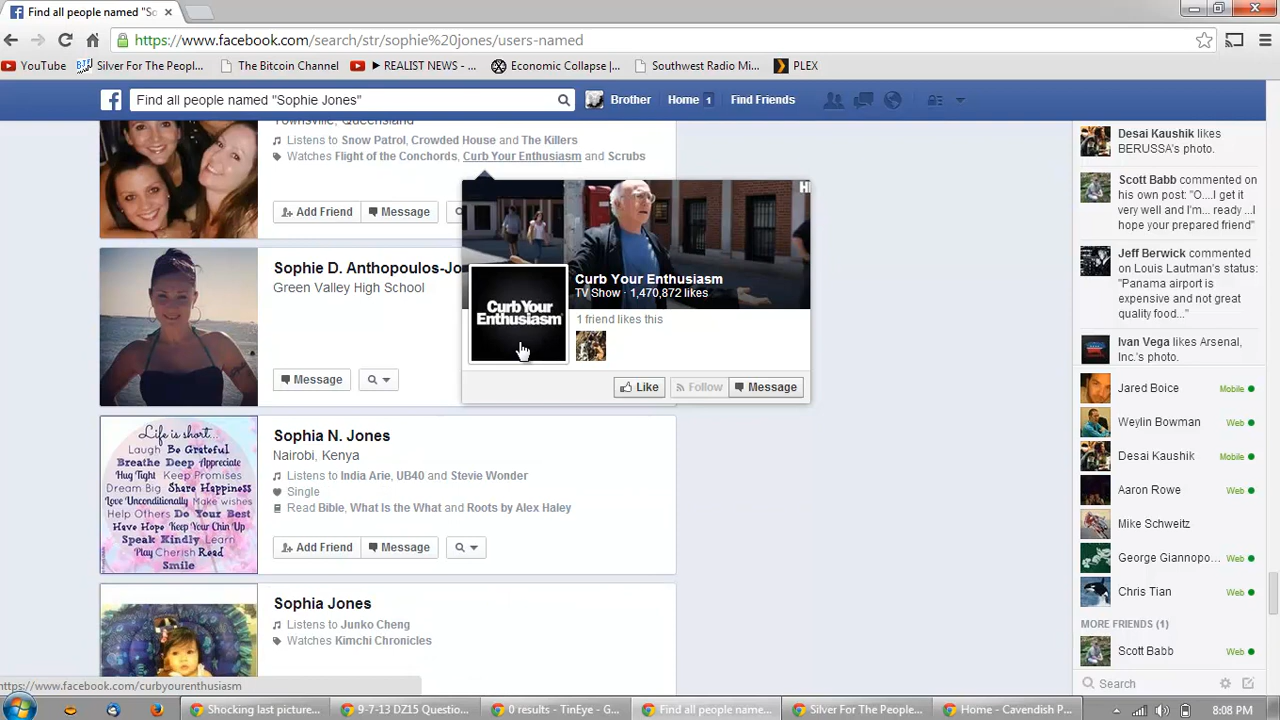 Find all people named "So
https://www.facebook.com/search/str/sophie%20jones/users-named
YouTube
Silver For The Peopl...
The Bitcoin Channel
► REALIST NEWS - ...
Economic Collapse |...
Southwest Radio Mi...
PLEX
Find all people named "Sophie Jones"
Brother
Home 1
Find Friends
Townsville, Queensland
Listens to Snow Patrol, Crowded House and The Killers
Watches Flight of the Conchords, Curb Your Enthusiasm and Scrubs
Add Friend
Message
H
Curb Your Enthusiasm
TV Show · 1,470,872 likes
Curb Your
Enthusiasm
1 friend likes this
Like
Follow
Message
Sophie D. Anthopoulos-Jo
Green Valley High School
Message
Life is short...
Laugh Be Grateful
Breathe Deep Appreciate
Hug Tight Keep Promises
Dream Big Share Happiness
Love Unconditionally Make wishes
Help Others Do Your Best
Have Hope Keep Your Chin Up
Speak Kindly Learn
Play Cherish Read
Smile
Sophia N. Jones
Nairobi, Kenya
Listens to India Arie, UB40 and Stevie Wonder
Single
Read Bible, What Is the What and Roots by Alex Haley
Add Friend
Message
Sophia Jones
Listens to Junko Cheng
Watches Kimchi Chronicles
Desai Kaushik likes
BERUSSA's photo.
Scott Babb commented
on his own post: "O....I get it
very well and I'm... ready ...I
hope your prepared friend"
Jeff Berwick commented
on Louis Lautman's status:
"Panama airport is
expensive and not great
quality food..."
Ivan Vega likes Arsenal,
Inc.'s photo.
Jared Boice Mobile
Weylin Bowman Web
Desai Kaushik Mobile
Aaron Rowe Web
Mike Schweitz
George Giannopo... Web
Chris Tian Web
MORE FRIENDS (1)
Scott Babb Web
Search
https://www.facebook.com/curbyourenthusiasm
Shocking last picture...
9-7-13 DZ15 Questio...
0 results - TinEye - G...
Find all people name...
Silver For The People...
Home - Cavendish P...
8:08 PM